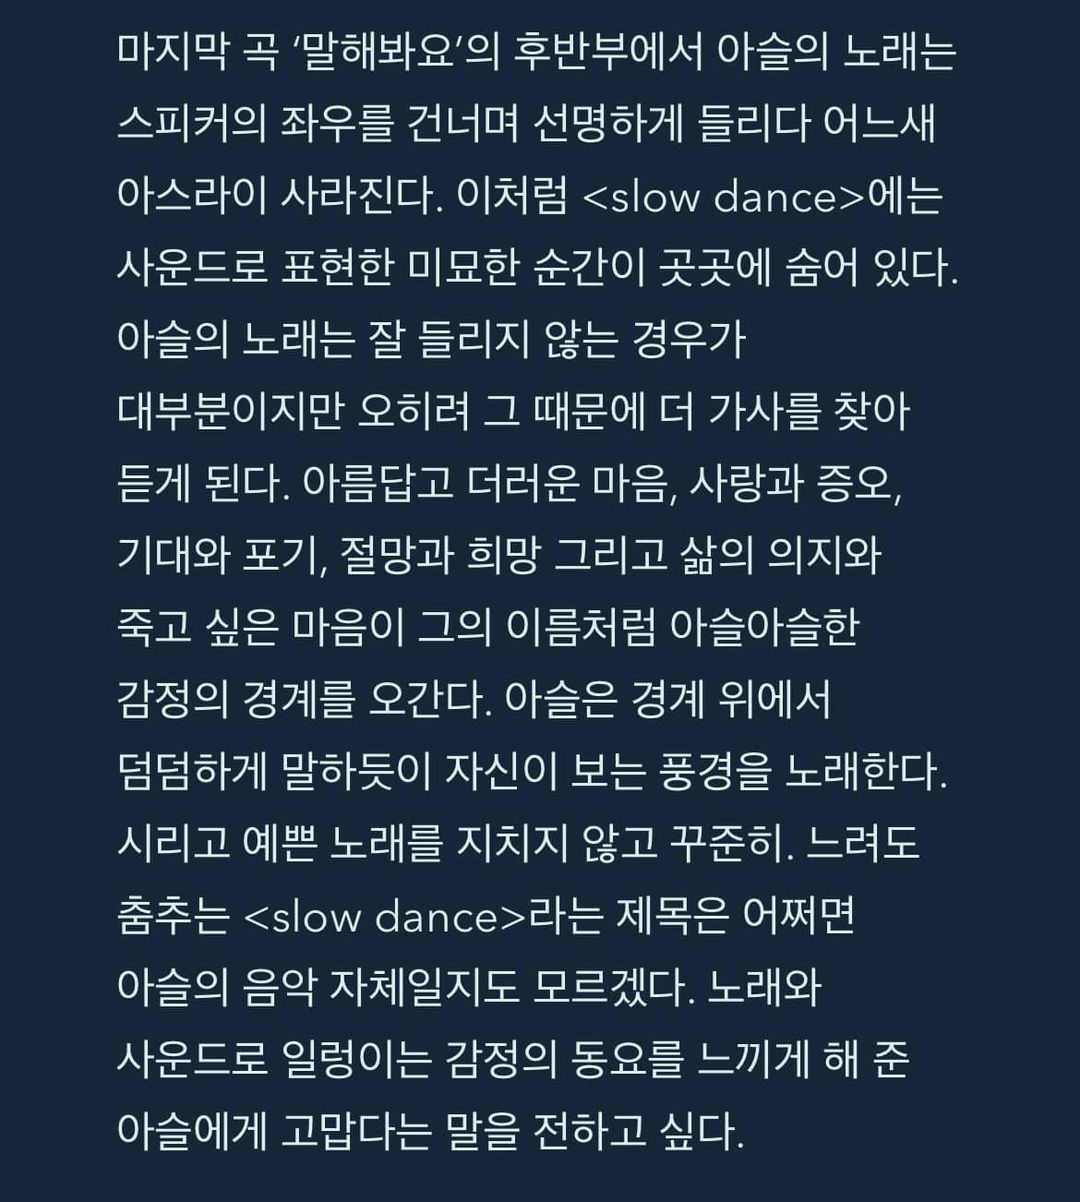 마지막 곡 ‘말해봐요’의 후반부에서 아슬의 노래는
스피커의 좌우를 건너며 선명하게 들리다 어느새
아스라이 사라진다. 이처럼 <slow dance>에는
사운드로 표현한 미묘한 순간이 곳곳에 숨어 있다.
아슬의 노래는 잘 들리지 않는 경우가
대부분이지만 오히려 그 때문에 더 가사를 찾아
듣게 된다. 아름답고 더러운 마음, 사랑과 증오,
기대와 포기, 절망과 희망 그리고 삶의 의지와
죽고 싶은 마음이 그의 이름처럼 아슬아슬한
감정의 경계를 오간다. 아슬은 경계 위에서
덤덤하게 말하듯이 자신이 보는 풍경을 노래한다.
시리고 예쁜 노래를 지치지 않고 꾸준히. 느려도
춤추는 <slow dance>라는 제목은 어쩌면
아슬의 음악 자체일지도 모르겠다. 노래와
사운드로 일렁이는 감정의 동요를 느끼게 해 준
아슬에게 고맙다는 말을 전하고 싶다.